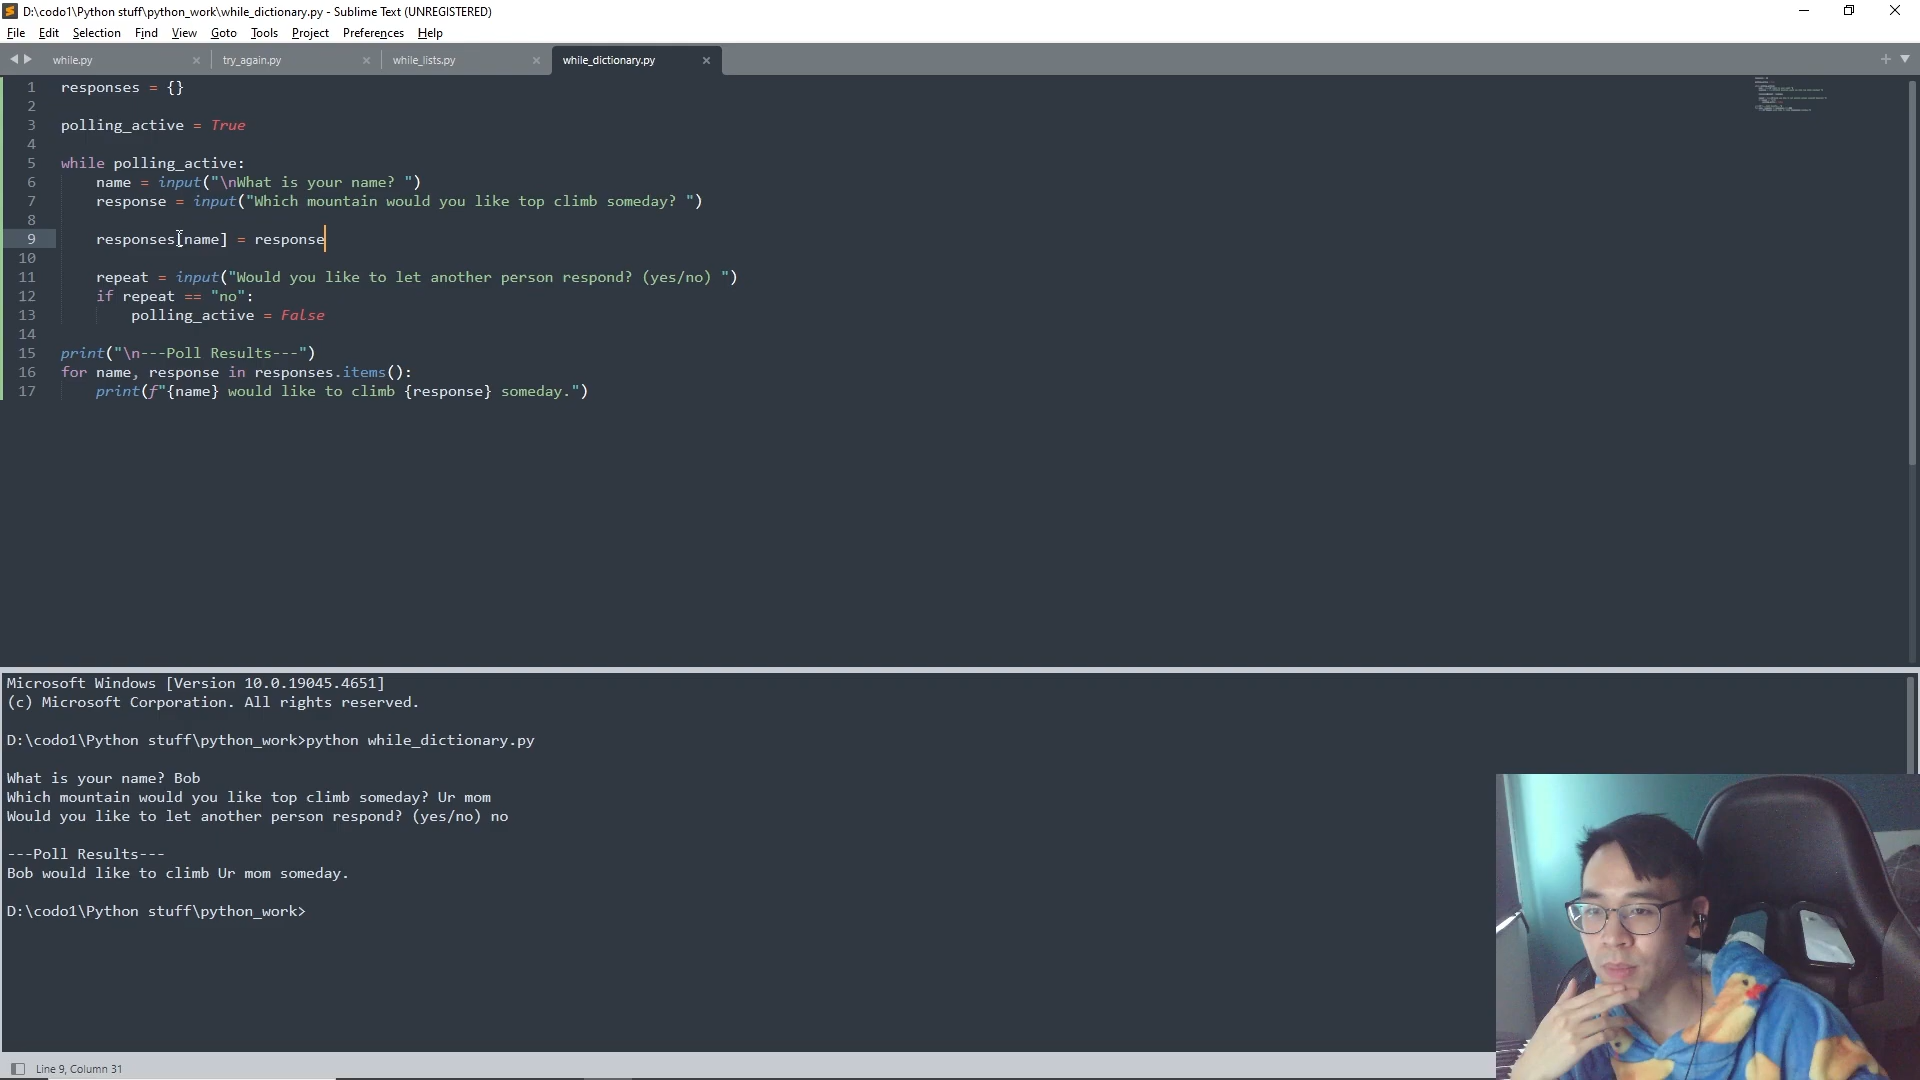 D:\codo1\Python stuff\python_work\while_dictionary.py - Sublime Text (UNREGISTERED)
File Edit Selection Find View Goto Tools Project Preferences Help
while.py try_again.py while_lists.py while_dictionary.py
1 responses = {}
2
3 polling_active = True
4
5 while polling_active:
6 name = input("\nWhat is your name? ")
7 response = input("Which mountain would you like top climb someday? ")
8
9 responses[name] = response
10
11 repeat = input("Would you like to let another person respond? (yes/no) ")
12 if repeat == "no":
13 polling_active = False
14
15 print("\n---Poll Results---")
16 for name, response in responses.items():
17 print(f"{name} would like to climb {response} someday.")
Microsoft Windows [Version 10.0.19045.4651]
(c) Microsoft Corporation. All rights reserved.
D:\codo1\Python stuff\python_work>python while_dictionary.py
What is your name? Bob
Which mountain would you like top climb someday? Ur mom
Would you like to let another person respond? (yes/no) no
---Poll Results---
Bob would like to climb Ur mom someday.
D:\codo1\Python stuff\python_work>
Line 9, Column 31